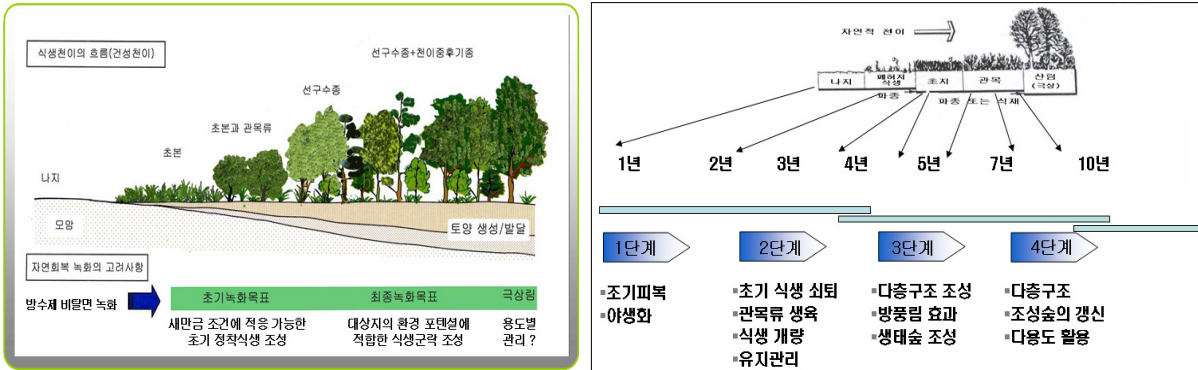 식생천이의 흐름(건성천이)
선구수종+천이중후기종
선구수종
초본과 관목류
초본
나지
모암
토양 생성/발달
자연회복 녹화의 고려사항
방수제 비탈면 녹화
초기녹화목표
최종녹화목표
극상림
새만금 조건에 적응 가능한
초기 정착식생 조성
대상지의 환경 포텐셜에
적합한 식생군락 조성
용도별
관리 ?
자연적 천이
나지
폐허지
식생
초지
관목
산림
(극상)
파종
파종 또는 식재
1년
2년
3년
4년
5년
7년
10년
1단계
2단계
3단계
4단계
▪조기피복
▪야생화
▪초기 식생 쇠퇴
▪관목류 생육
▪식생 개량
▪유지관리
▪다층구조 조성
▪방풍림 효과
▪생태숲 조성
▪다층구조
▪조성숲의 갱신
▪다용도 활용